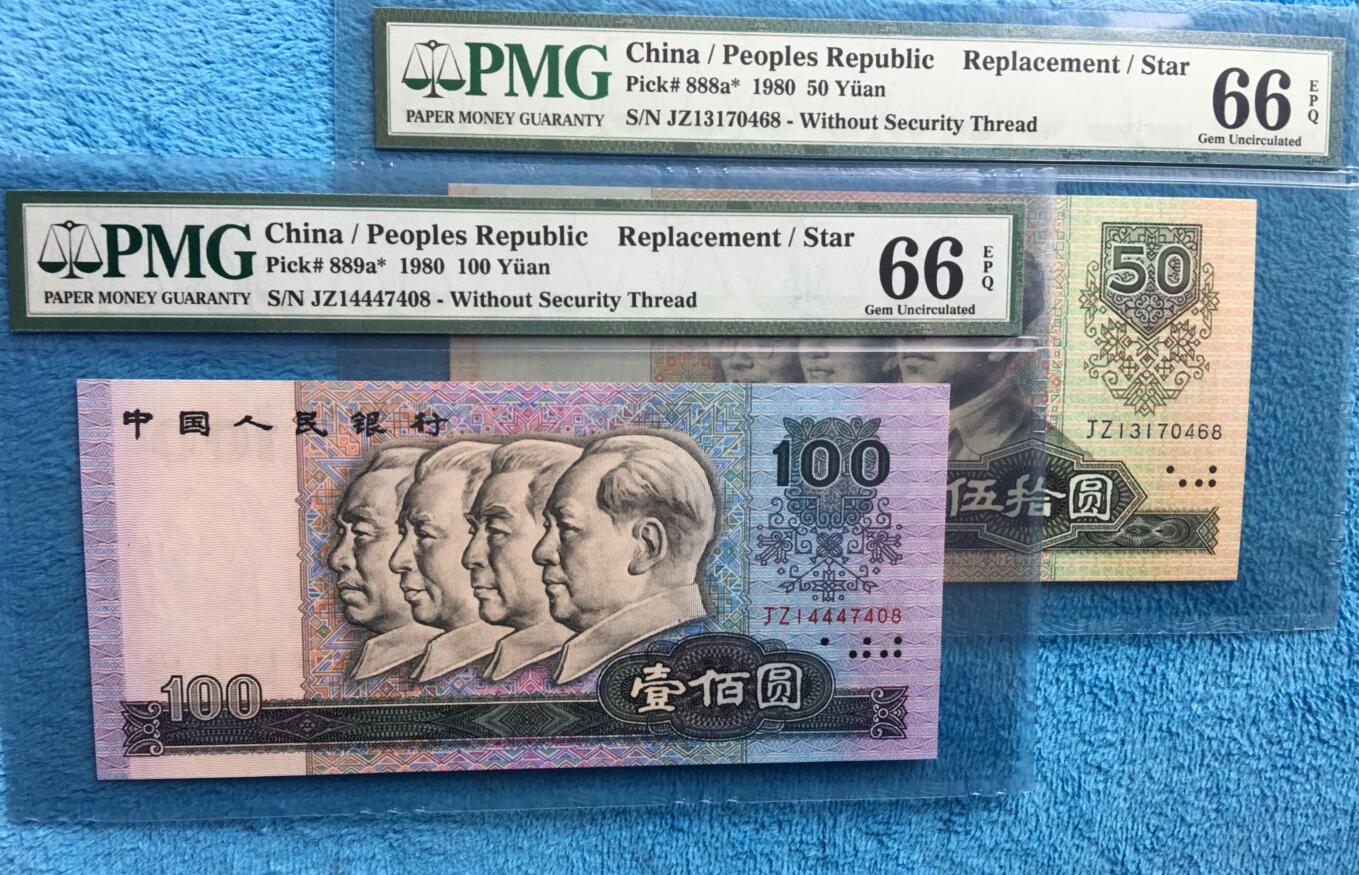 PMG
PAPER MONEY GUARANTY
China / Peoples Republic Replacement / Star
Pick# 888a* 1980 50 Yüan
S/N JZ13170468 - Without Security Thread
66
EPQ
Gem Uncirculated
PMG
PAPER MONEY GUARANTY
China / Peoples Republic Replacement / Star
Pick# 889a* 1980 100 Yüan
S/N JZ14447408 - Without Security Thread
66
EPQ
Gem Uncirculated
50
JZ13170468
伍拾圆
中国人民银行
100
JZ14447408
壹佰圆
100